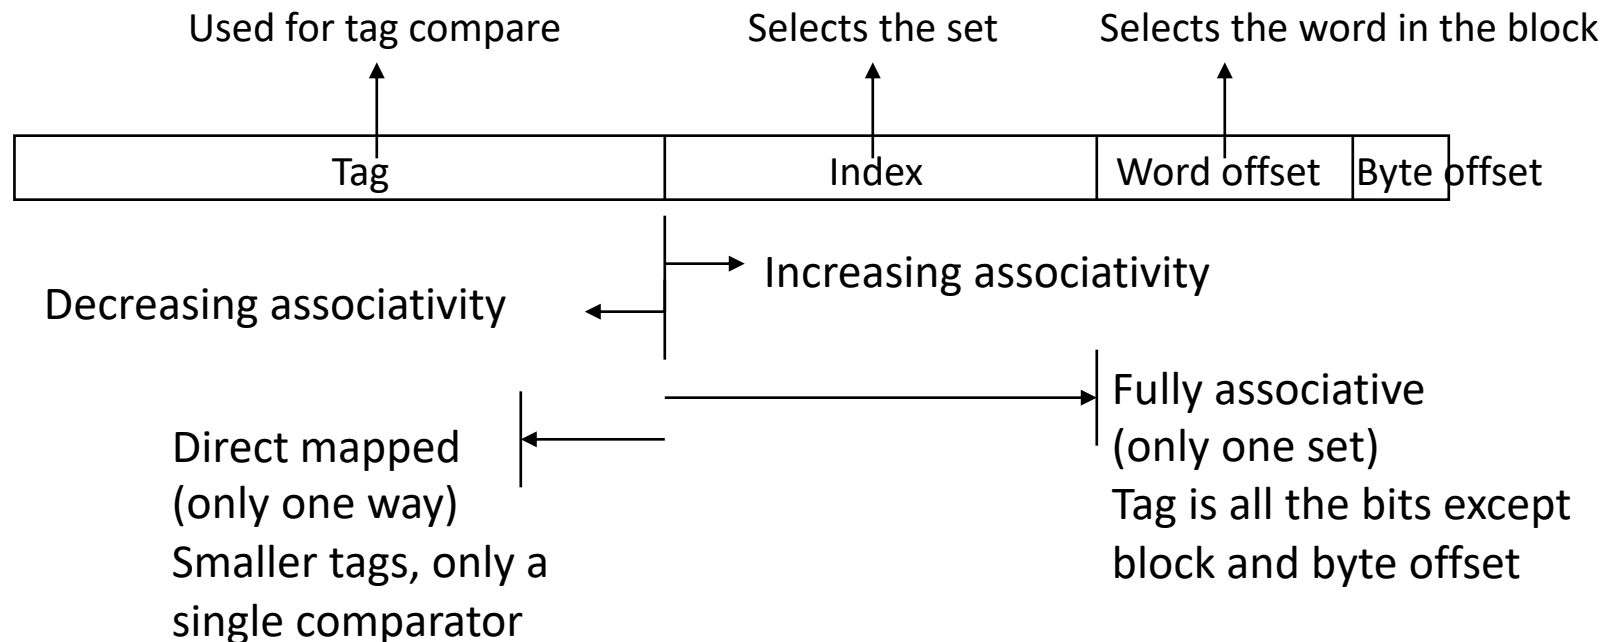 Used for tag compare
Selects the set
Selects the word in the block
Tag
Index
Word offset
Byte offset
Increasing associativity
Decreasing associativity
Fully associative
(only one set)
Tag is all the bits except
block and byte offset
Direct mapped
(only one way)
Smaller tags, only a
single comparator